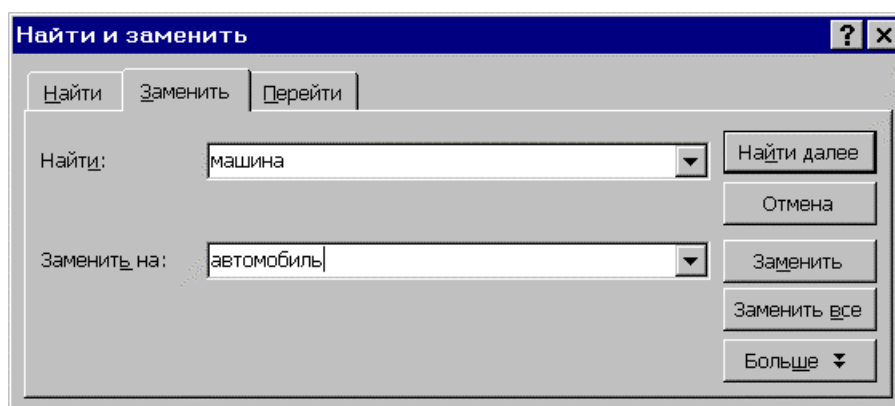 Найти и заменить
Найти Заменить Перейти
Найти: машина Найти далее
Отмена
Заменить на: автомобиль Заменить
Заменить все
Больше